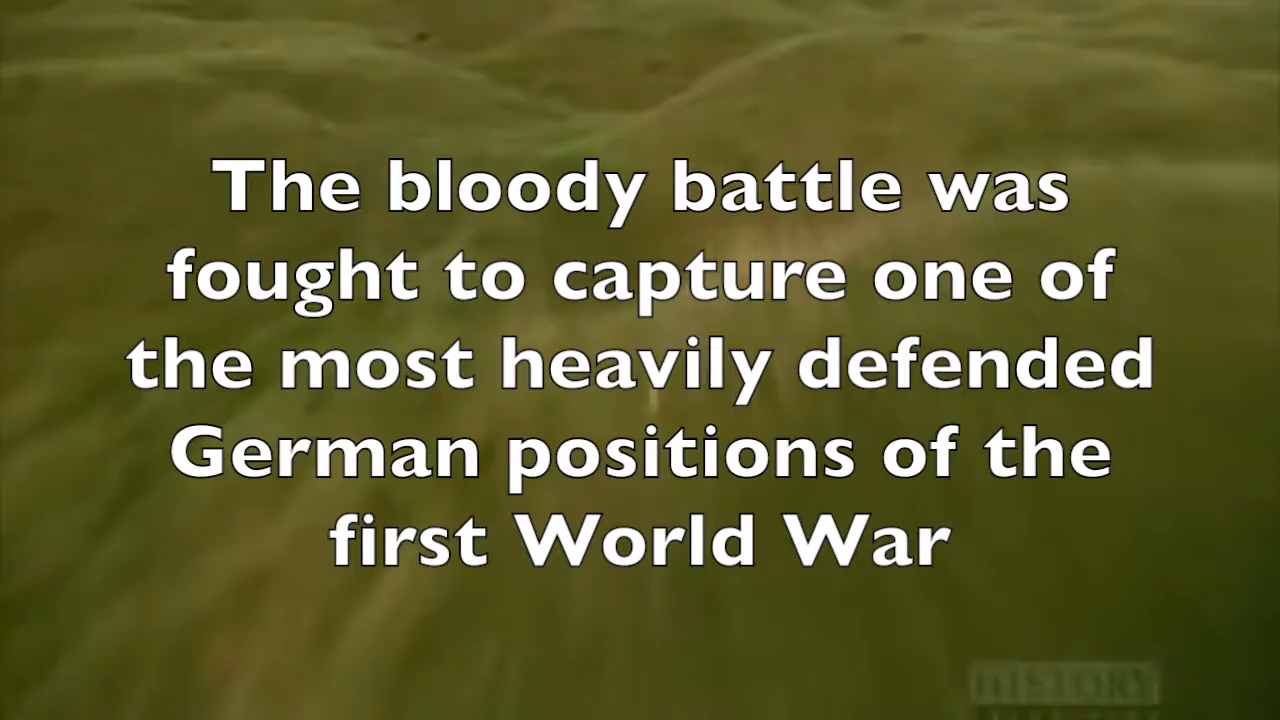 The bloody battle was
fought to capture one of
the most heavily defended
German positions of the
first World War
HISTORY